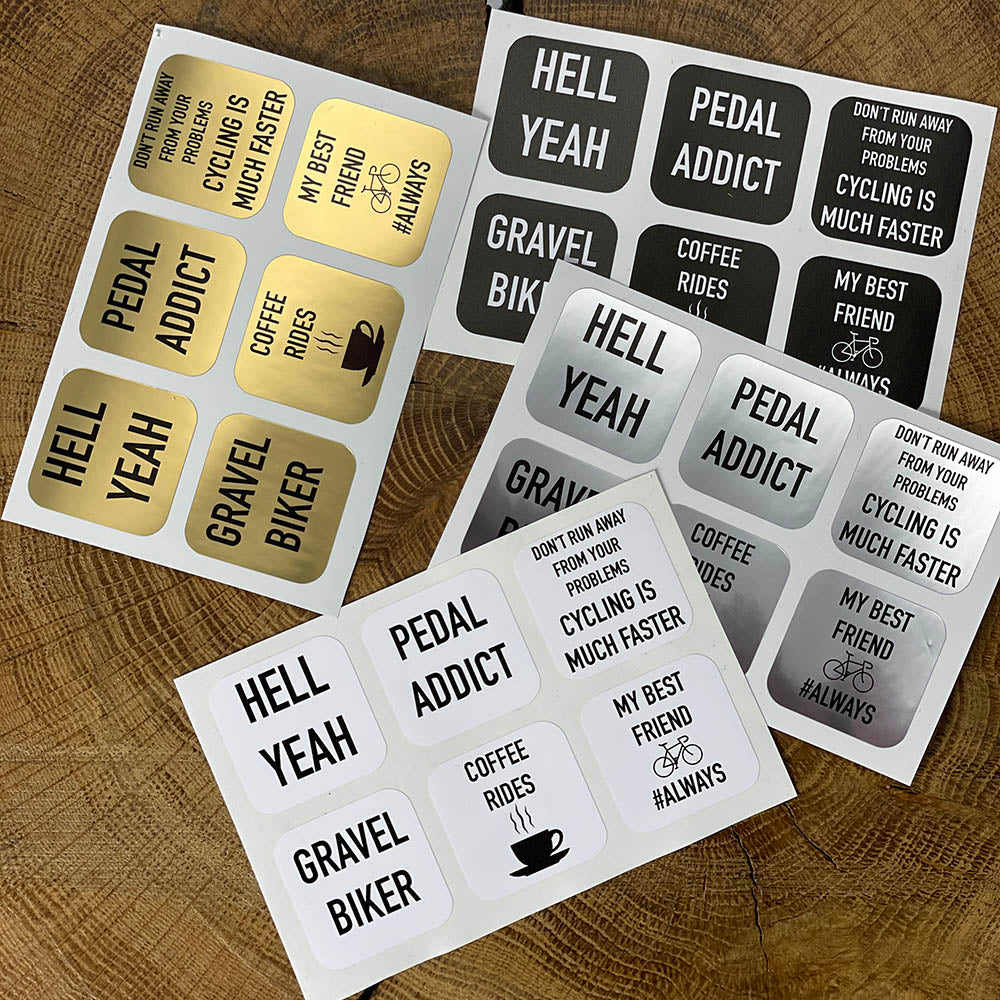 DON'T RUN AWAY
FROM YOUR
PROBLEMS
CYCLING IS
MUCH FASTER
MY BEST
FRIEND
#ALWAYS
PEDAL
ADDICT
COFFEE
RIDES
HELL
YEAH
GRAVEL
BIKER
HELL
YEAH
PEDAL
ADDICT
DON'T RUN AWAY
FROM YOUR
PROBLEMS
CYCLING IS
MUCH FASTER
GRAVEL
COFFEE
RIDES
MY BEST
FRIEND
#ALWAYS
HELL
YEAH
PEDAL
ADDICT
DON'T RUN AWAY
FROM YOUR
PROBLEMS
CYCLING IS
MUCH FASTER
COFFEE
RIDES
MY BEST
FRIEND
#ALWAYS
HELL
YEAH
PEDAL
ADDICT
DON'T RUN AWAY
FROM YOUR
PROBLEMS
CYCLING IS
MUCH FASTER
GRAVEL
BIKER
COFFEE
RIDES
MY BEST
FRIEND
#ALWAYS